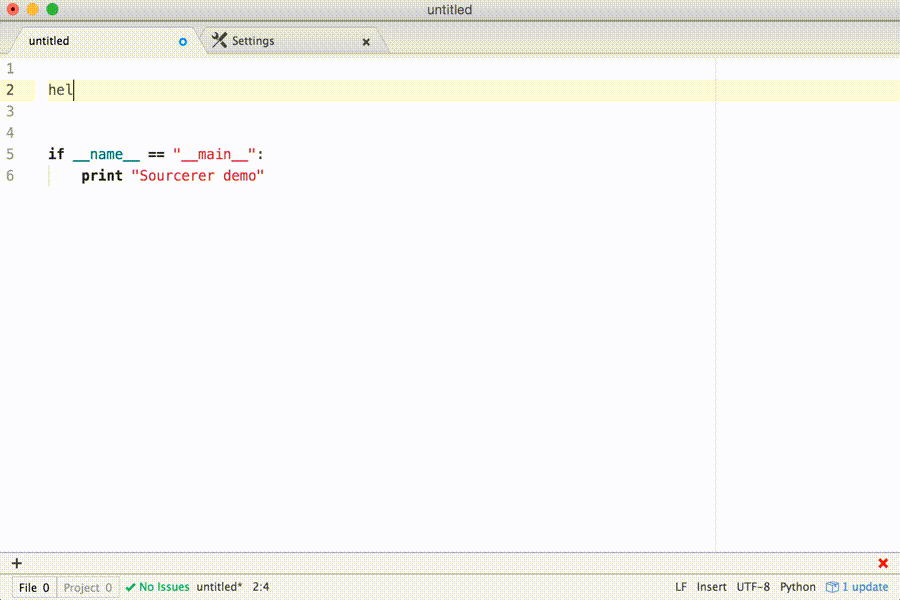 untitled
untitled Settings
1
2 hel
3
4
5 if __name__ == "__main__":
6 print "Sourcerer demo"
File 0 Project 0 No Issues untitled* 2:4 LF Insert UTF-8 Python 1 update